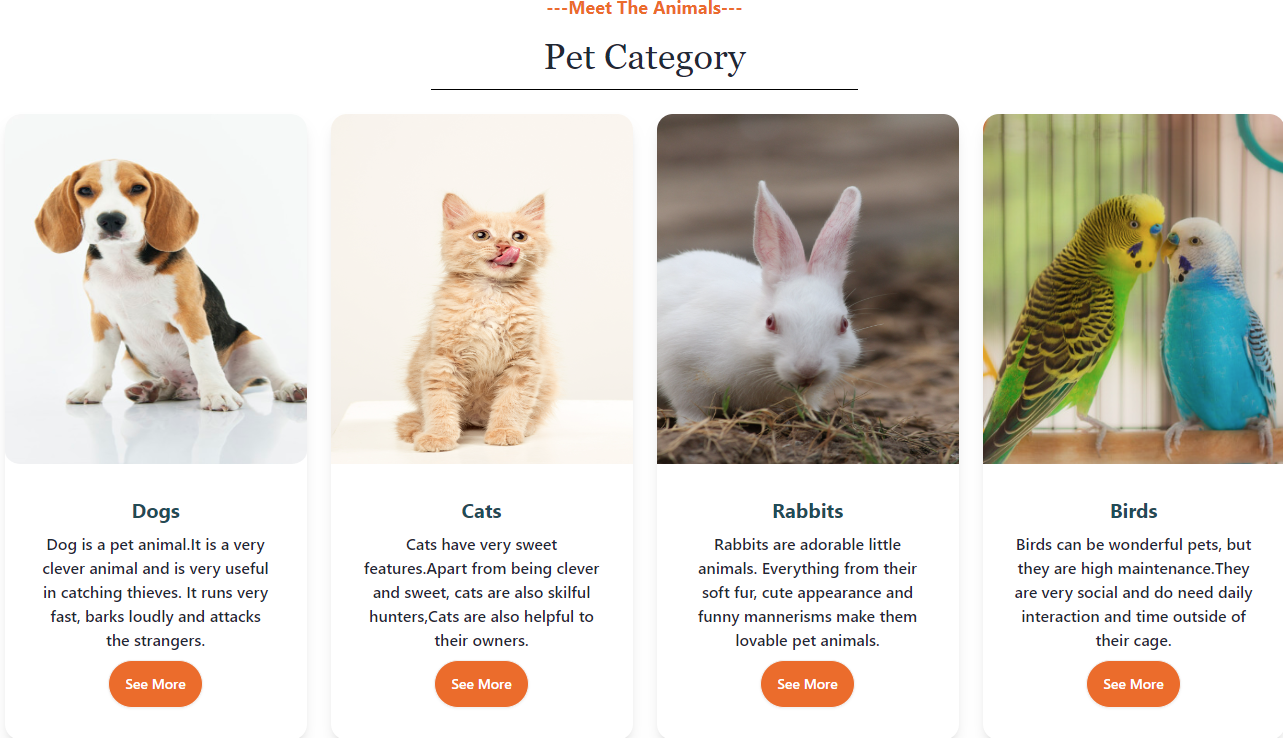 ---Meet The Animals---
Pet Category
Dogs
Dog is a pet animal.It is a very
clever animal and is very useful
in catching thieves. It runs very
fast, barks loudly and attacks
the strangers.
See More
Cats
Cats have very sweet
features.Apart from being clever
and sweet, cats are also skilful
hunters,Cats are also helpful to
their owners.
See More
Rabbits
Rabbits are adorable little
animals. Everything from their
soft fur, cute appearance and
funny mannerisms make them
lovable pet animals.
See More
Birds
Birds can be wonderful pets, but
they are high maintenance.They
are very social and do need daily
interaction and time outside of
their cage.
See More